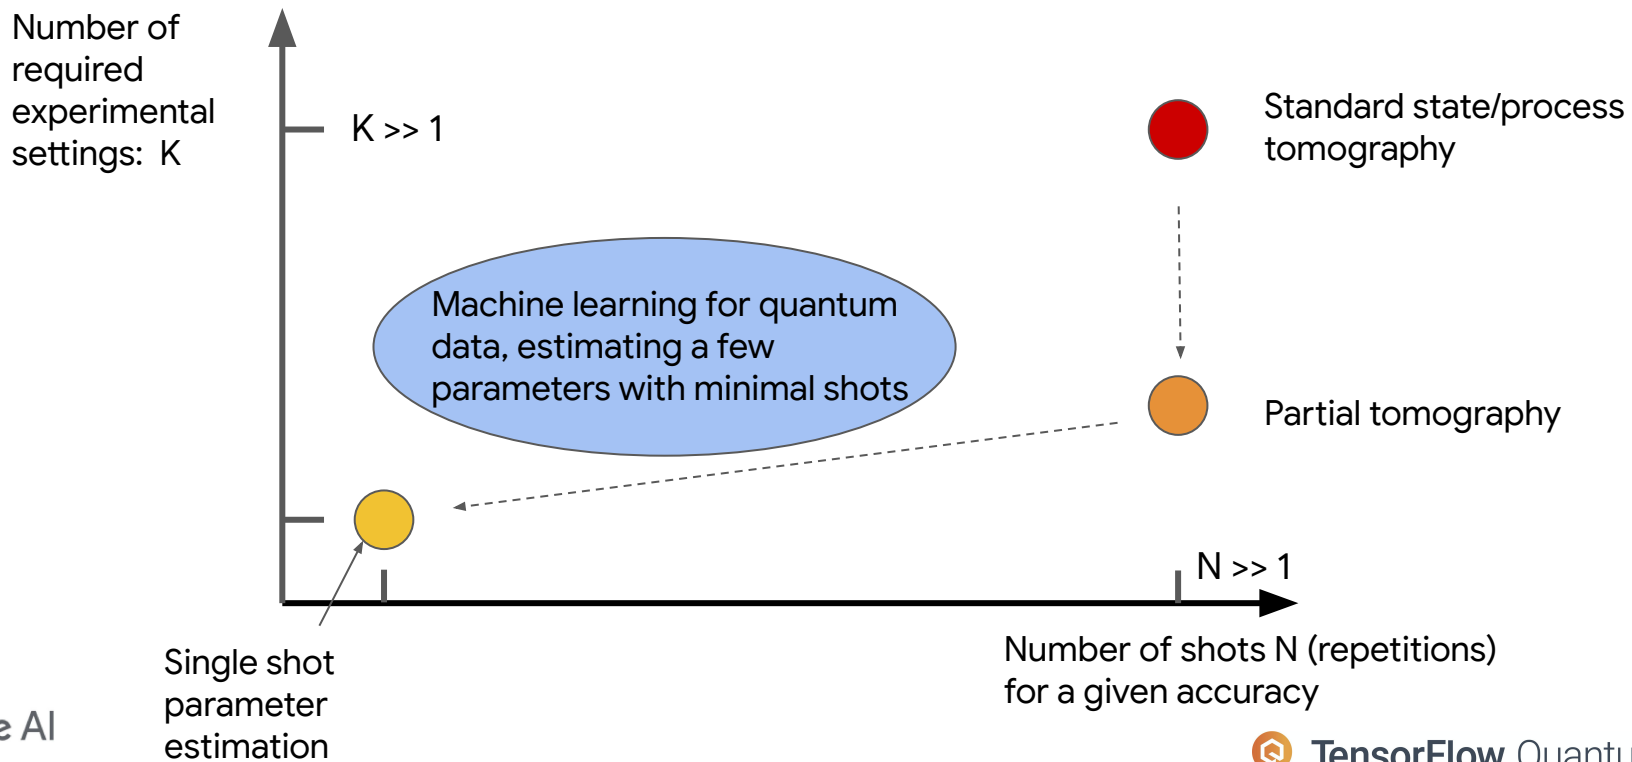 Number of
required
experimental
settings: K
K >> 1
Standard state/process
tomography
Machine learning for quantum
data, estimating a few
parameters with minimal shots
Partial tomography
N >> 1
Number of shots N (repetitions)
for a given accuracy
Single shot
parameter
estimation
AI
TensorFlow